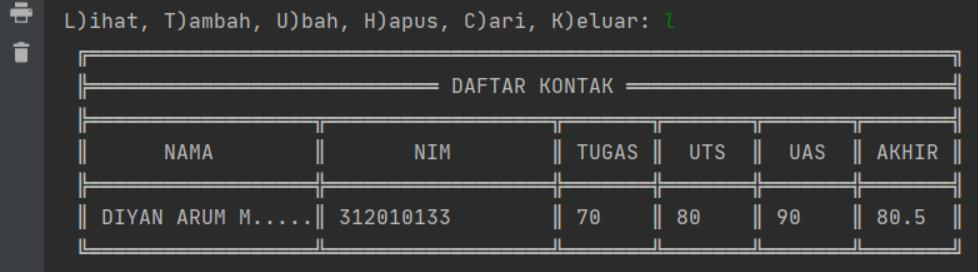 L)ihat, T)ambah, U)bah, H)apus, C)ari, K)eluar: l
DAFTAR KONTAK
NAMA NIM TUGAS UTS UAS AKHIR
DIYAN ARUM M..... 312010133 70 80 90 80.5